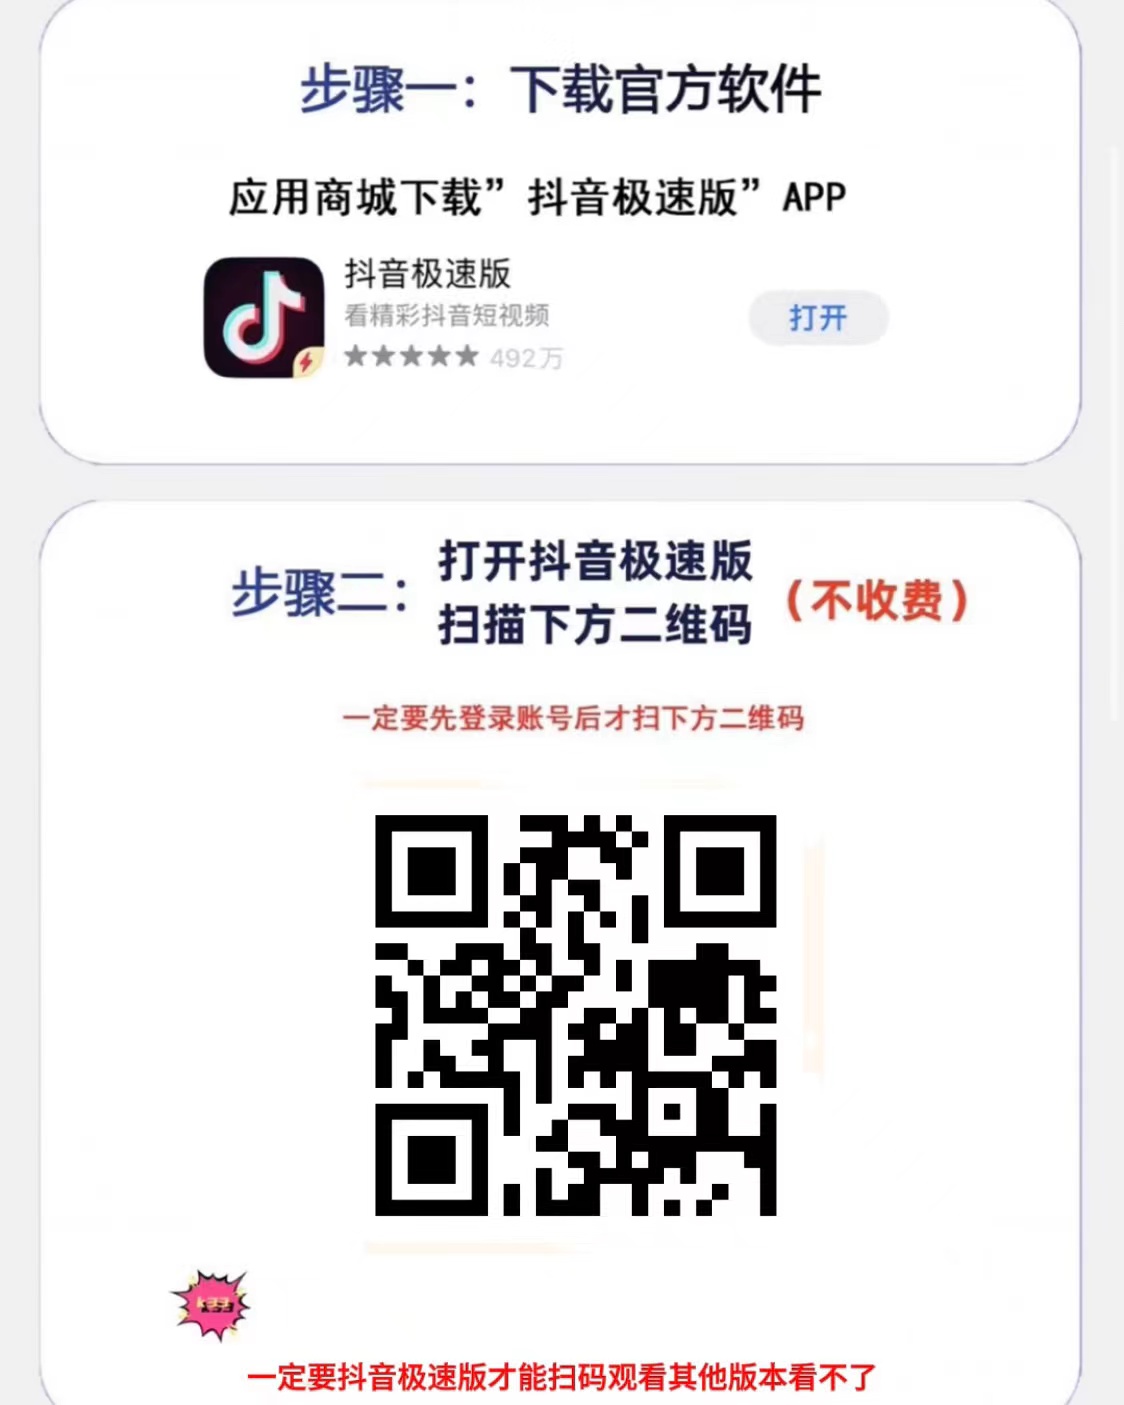 步骤一：下载官方软件
应用商城下载”抖音极速版”APP
抖音极速版
看精彩抖音短视频
492万
打开
步骤二：
打开抖音极速版
扫描下方二维码
（不收费）
一定要先登录账号后才扫下方二维码
一定要抖音极速版才能扫码观看其他版本看不了